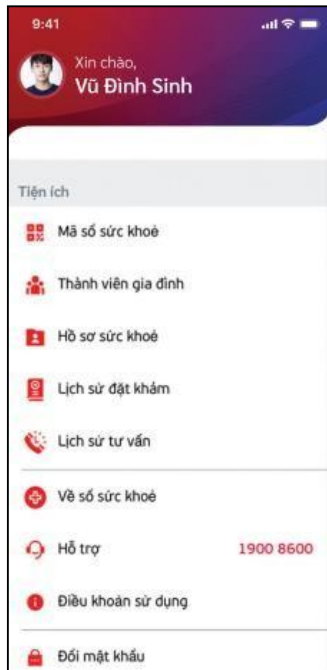 9:41
Xin chào,
Vũ Đình Sinh
Tiện ích
Mã số sức khoẻ
Thành viên gia đình
Hồ sơ sức khoẻ
Lịch sử đặt khám
Lịch sử tư vấn
Về sổ sức khoẻ
Hỗ trợ 1900 8600
Điều khoản sử dụng
Đổi mật khẩu